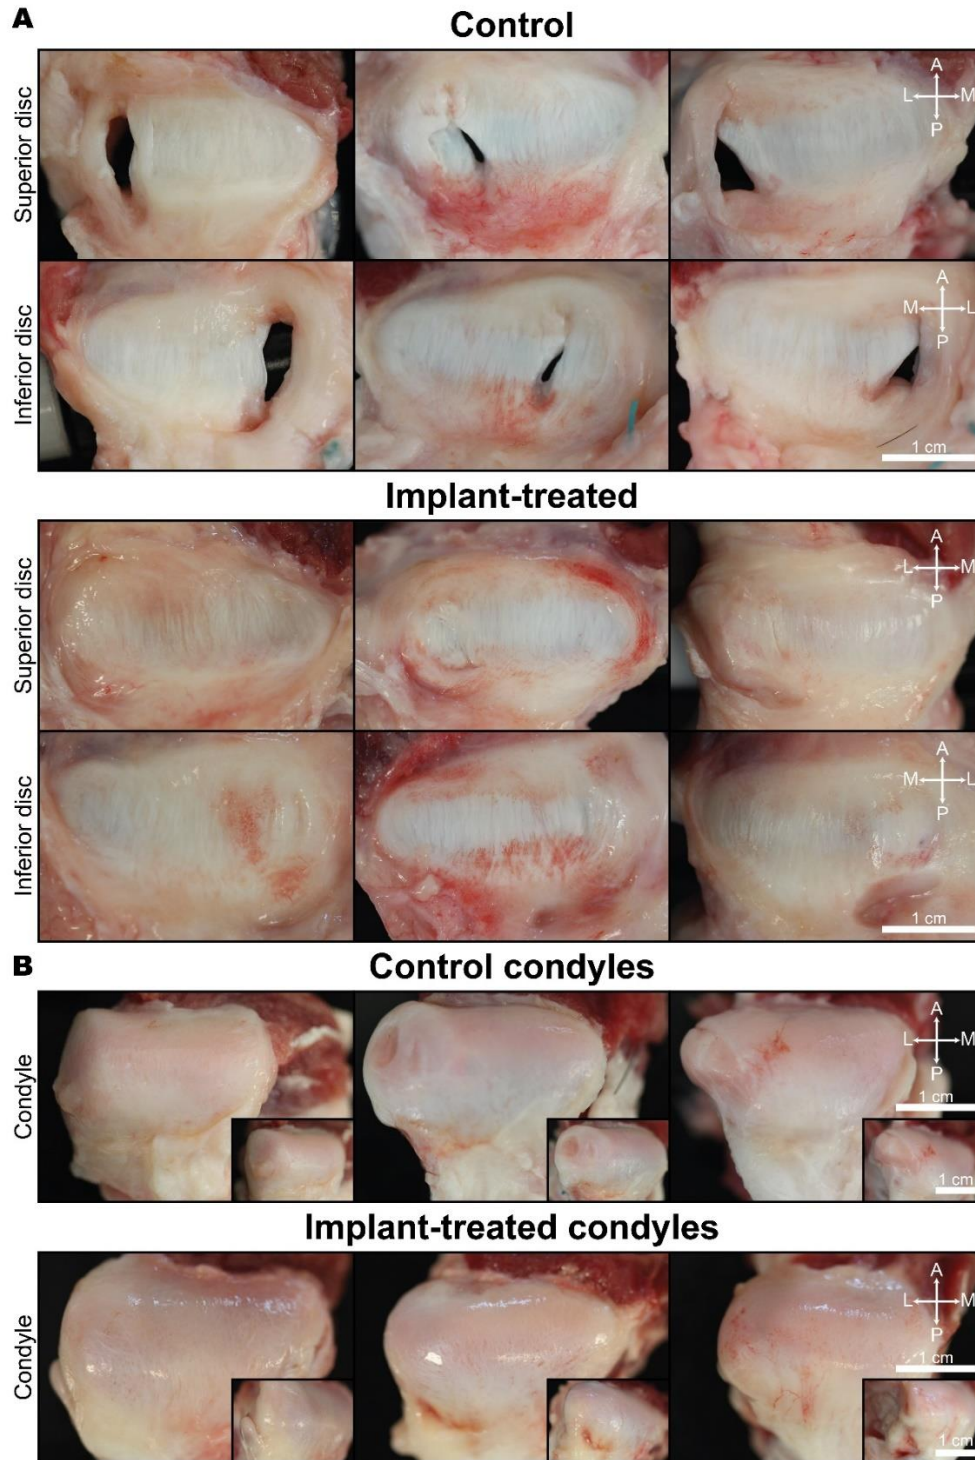 A
Control
Superior disc
A
L M
P
Inferior disc
A
M L
P
1 cm
Implant-treated
Superior disc
A
L M
P
Inferior disc
A
M L
P
1 cm
B
Control condyles
Condyle
A
L M
P
1 cm
1 cm
Implant-treated condyles
Condyle
A
L M
P
1 cm
1 cm